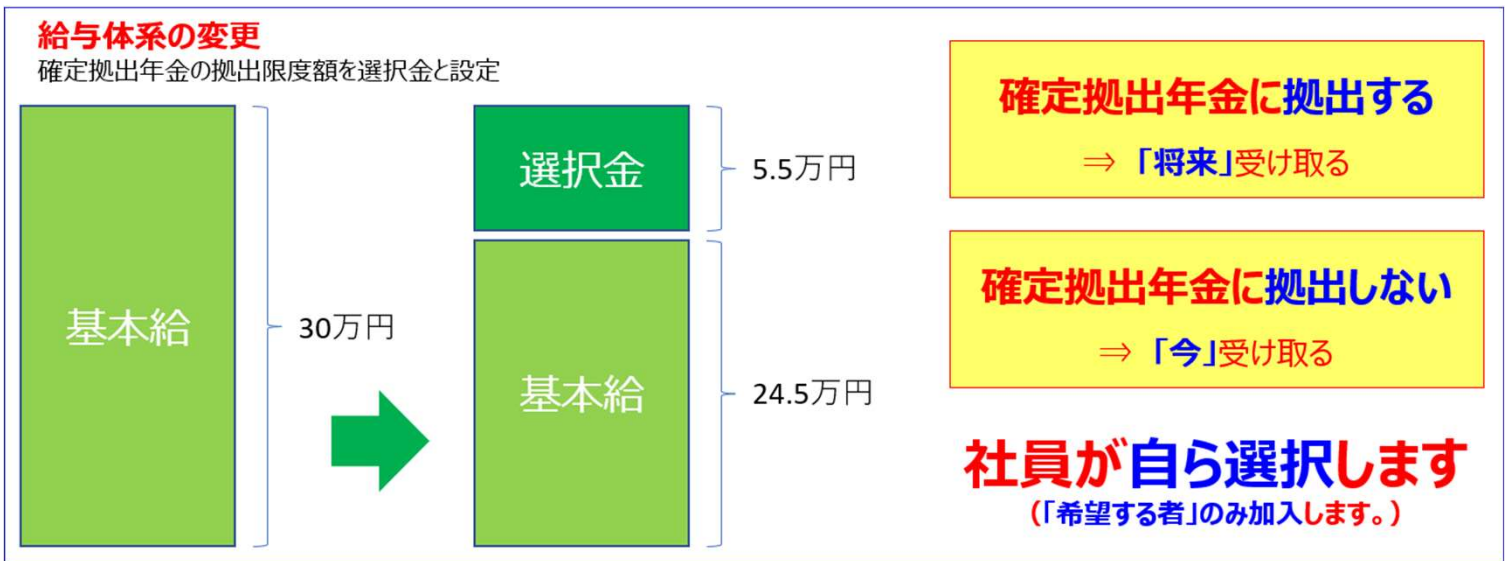 給与体系の変更
確定拠出年金の拠出限度額を選択金と設定
基本給
30万円
選択金
5.5万円
基本給
24.5万円
確定拠出年金に拠出する
⇒「将来」受け取る
確定拠出年金に拠出しない
⇒「今」受け取る
社員が自ら選択します
(「希望する者」のみ加入します。)